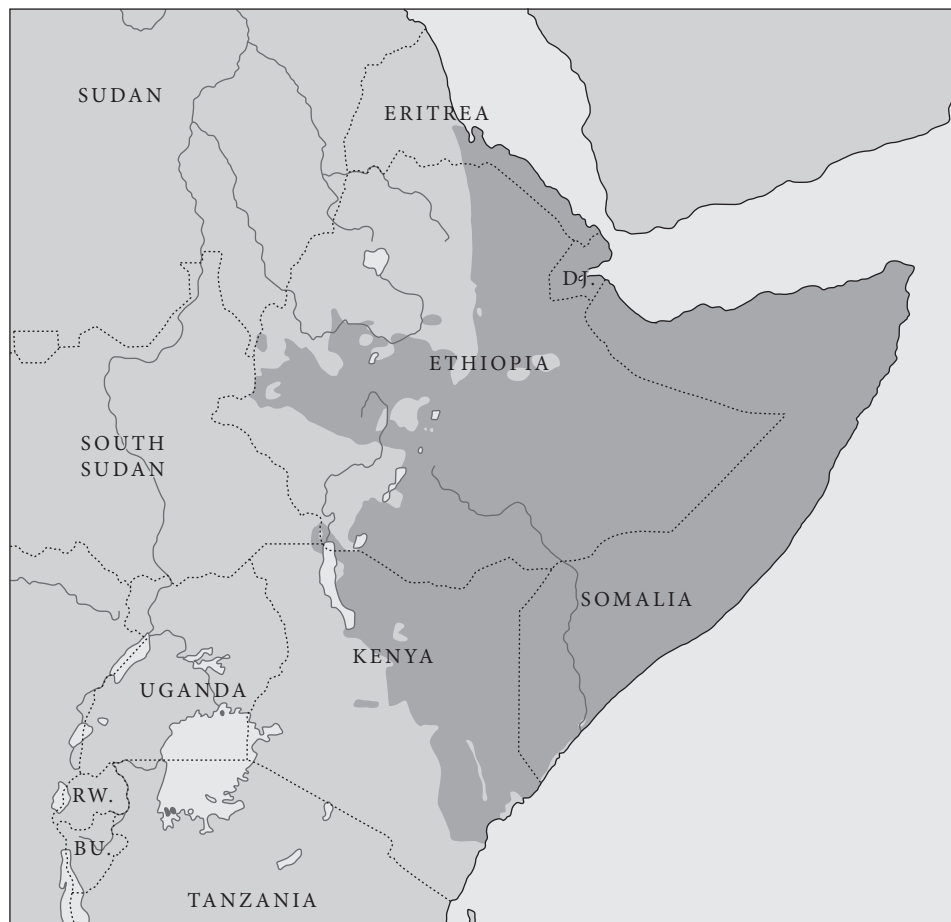 SUDAN
ERITREA
DJ.
ETHIOPIA
SOUTH
SUDAN
SOMALIA
KENYA
UGANDA
RW.
BU.
TANZANIA